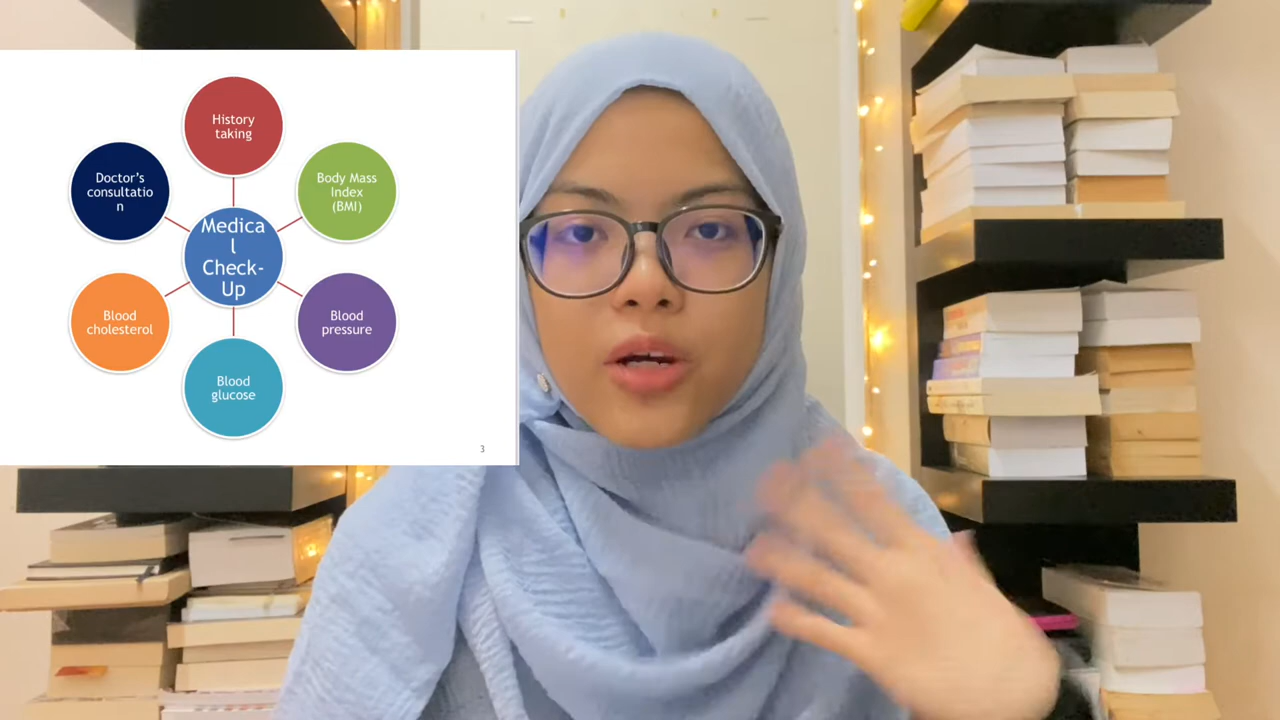 History
taking
Doctor's
consultatio
n
Body Mass
Index
(BMI)
Medica
l
Check-
Up
Blood
cholesterol
Blood
pressure
Blood
glucose
3